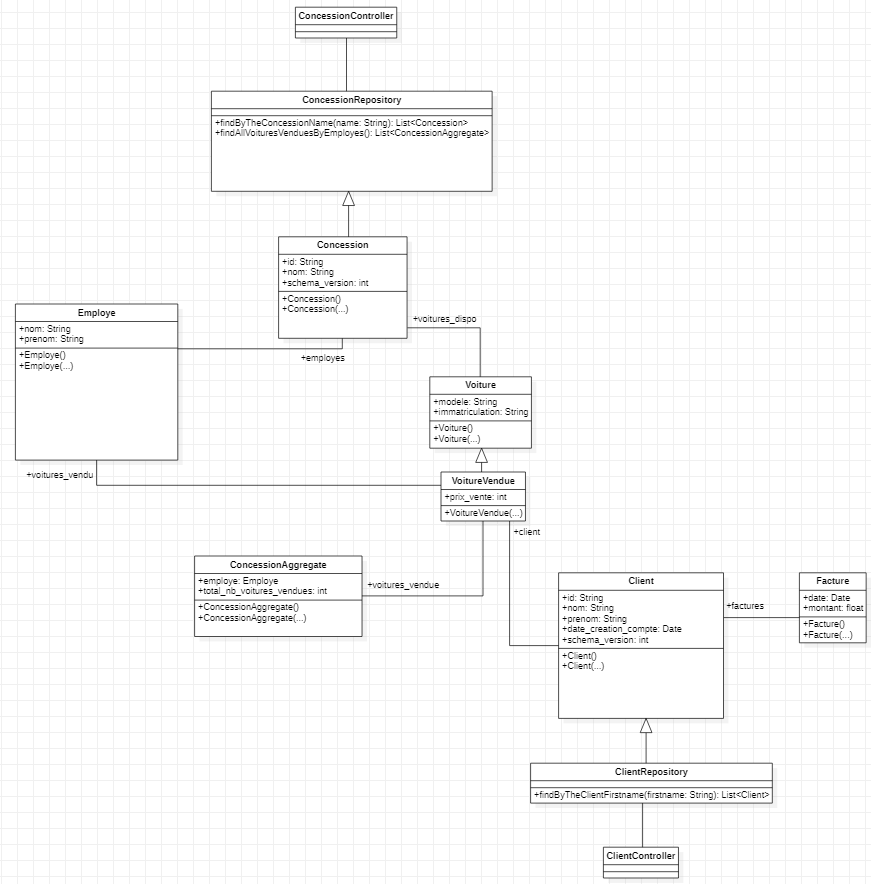 ConcessionController
ConcessionRepository
+findByTheConcessionName(name: String): List<Concession>
+findAllVoituresVenduesByEmployes(): List<ConcessionAggregate>
Concession
+id: String
+nom: String
+schema_version: int
+Concession()
+Concession(...)
+voitures_dispo
+employes
Employe
+nom: String
+prenom: String
+Employe()
+Employe(...)
+voitures_vendu
Voiture
+modele: String
+immatriculation: String
+Voiture()
+Voiture(...)
VoitureVendue
+prix_vente: int
+VoitureVendue(...)
+client
ConcessionAggregate
+employe: Employe
+total_nb_voitures_vendues: int
+ConcessionAggregate()
+ConcessionAggregate(...)
+voitures_vendue
Client
+id: String
+nom: String
+prenom: String
+date_creation_compte: Date
+schema_version: int
+Client()
+Client(...)
+factures
Facture
+date: Date
+montant: float
+Facture()
+Facture(...)
ClientRepository
+findByTheClientFirstname(firstname: String): List<Client>
ClientController